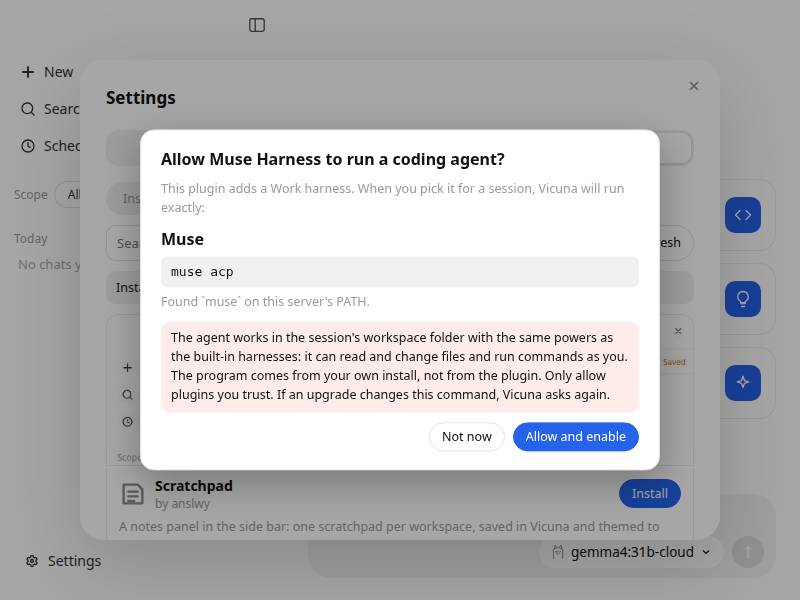 New
Settings
Searc
Sched
Scope
All
Today
No chats y
Ins
Sea
esh
Insta
Allow Muse Harness to run a coding agent?
This plugin adds a Work harness. When you pick it for a session, Vicuna will run
exactly:
Muse
muse acp
Found `muse` on this server's PATH.
The agent works in the session's workspace folder with the same powers as
the built-in harnesses: it can read and change files and run commands as you.
The program comes from your own install, not from the plugin. Only allow
plugins you trust. If an upgrade changes this command, Vicuna asks again.
Not now
Allow and enable
Saved
Scope
Scratchpad
by anslwy
Install
A notes panel in the side bar: one scratchpad per workspace, saved in Vicuna and themed to
gemma4:31b-cloud
Settings